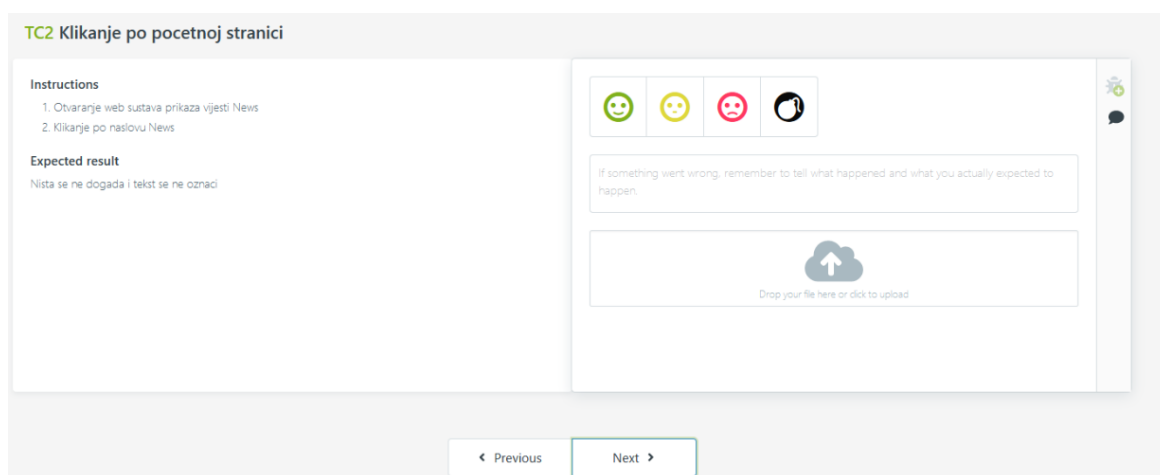 TC2 Klikanje po pocetnoj stranici
Instructions
1. Otvaranje web sustava prikaza vijesti News
2. Klikanje po naslovu News
Expected result
Nista se ne dogada i tekst se ne oznaci
If something went wrong, remember to tell what happened and what you actually expected to
happen.
Drop your file here or click to upload
Previous
Next